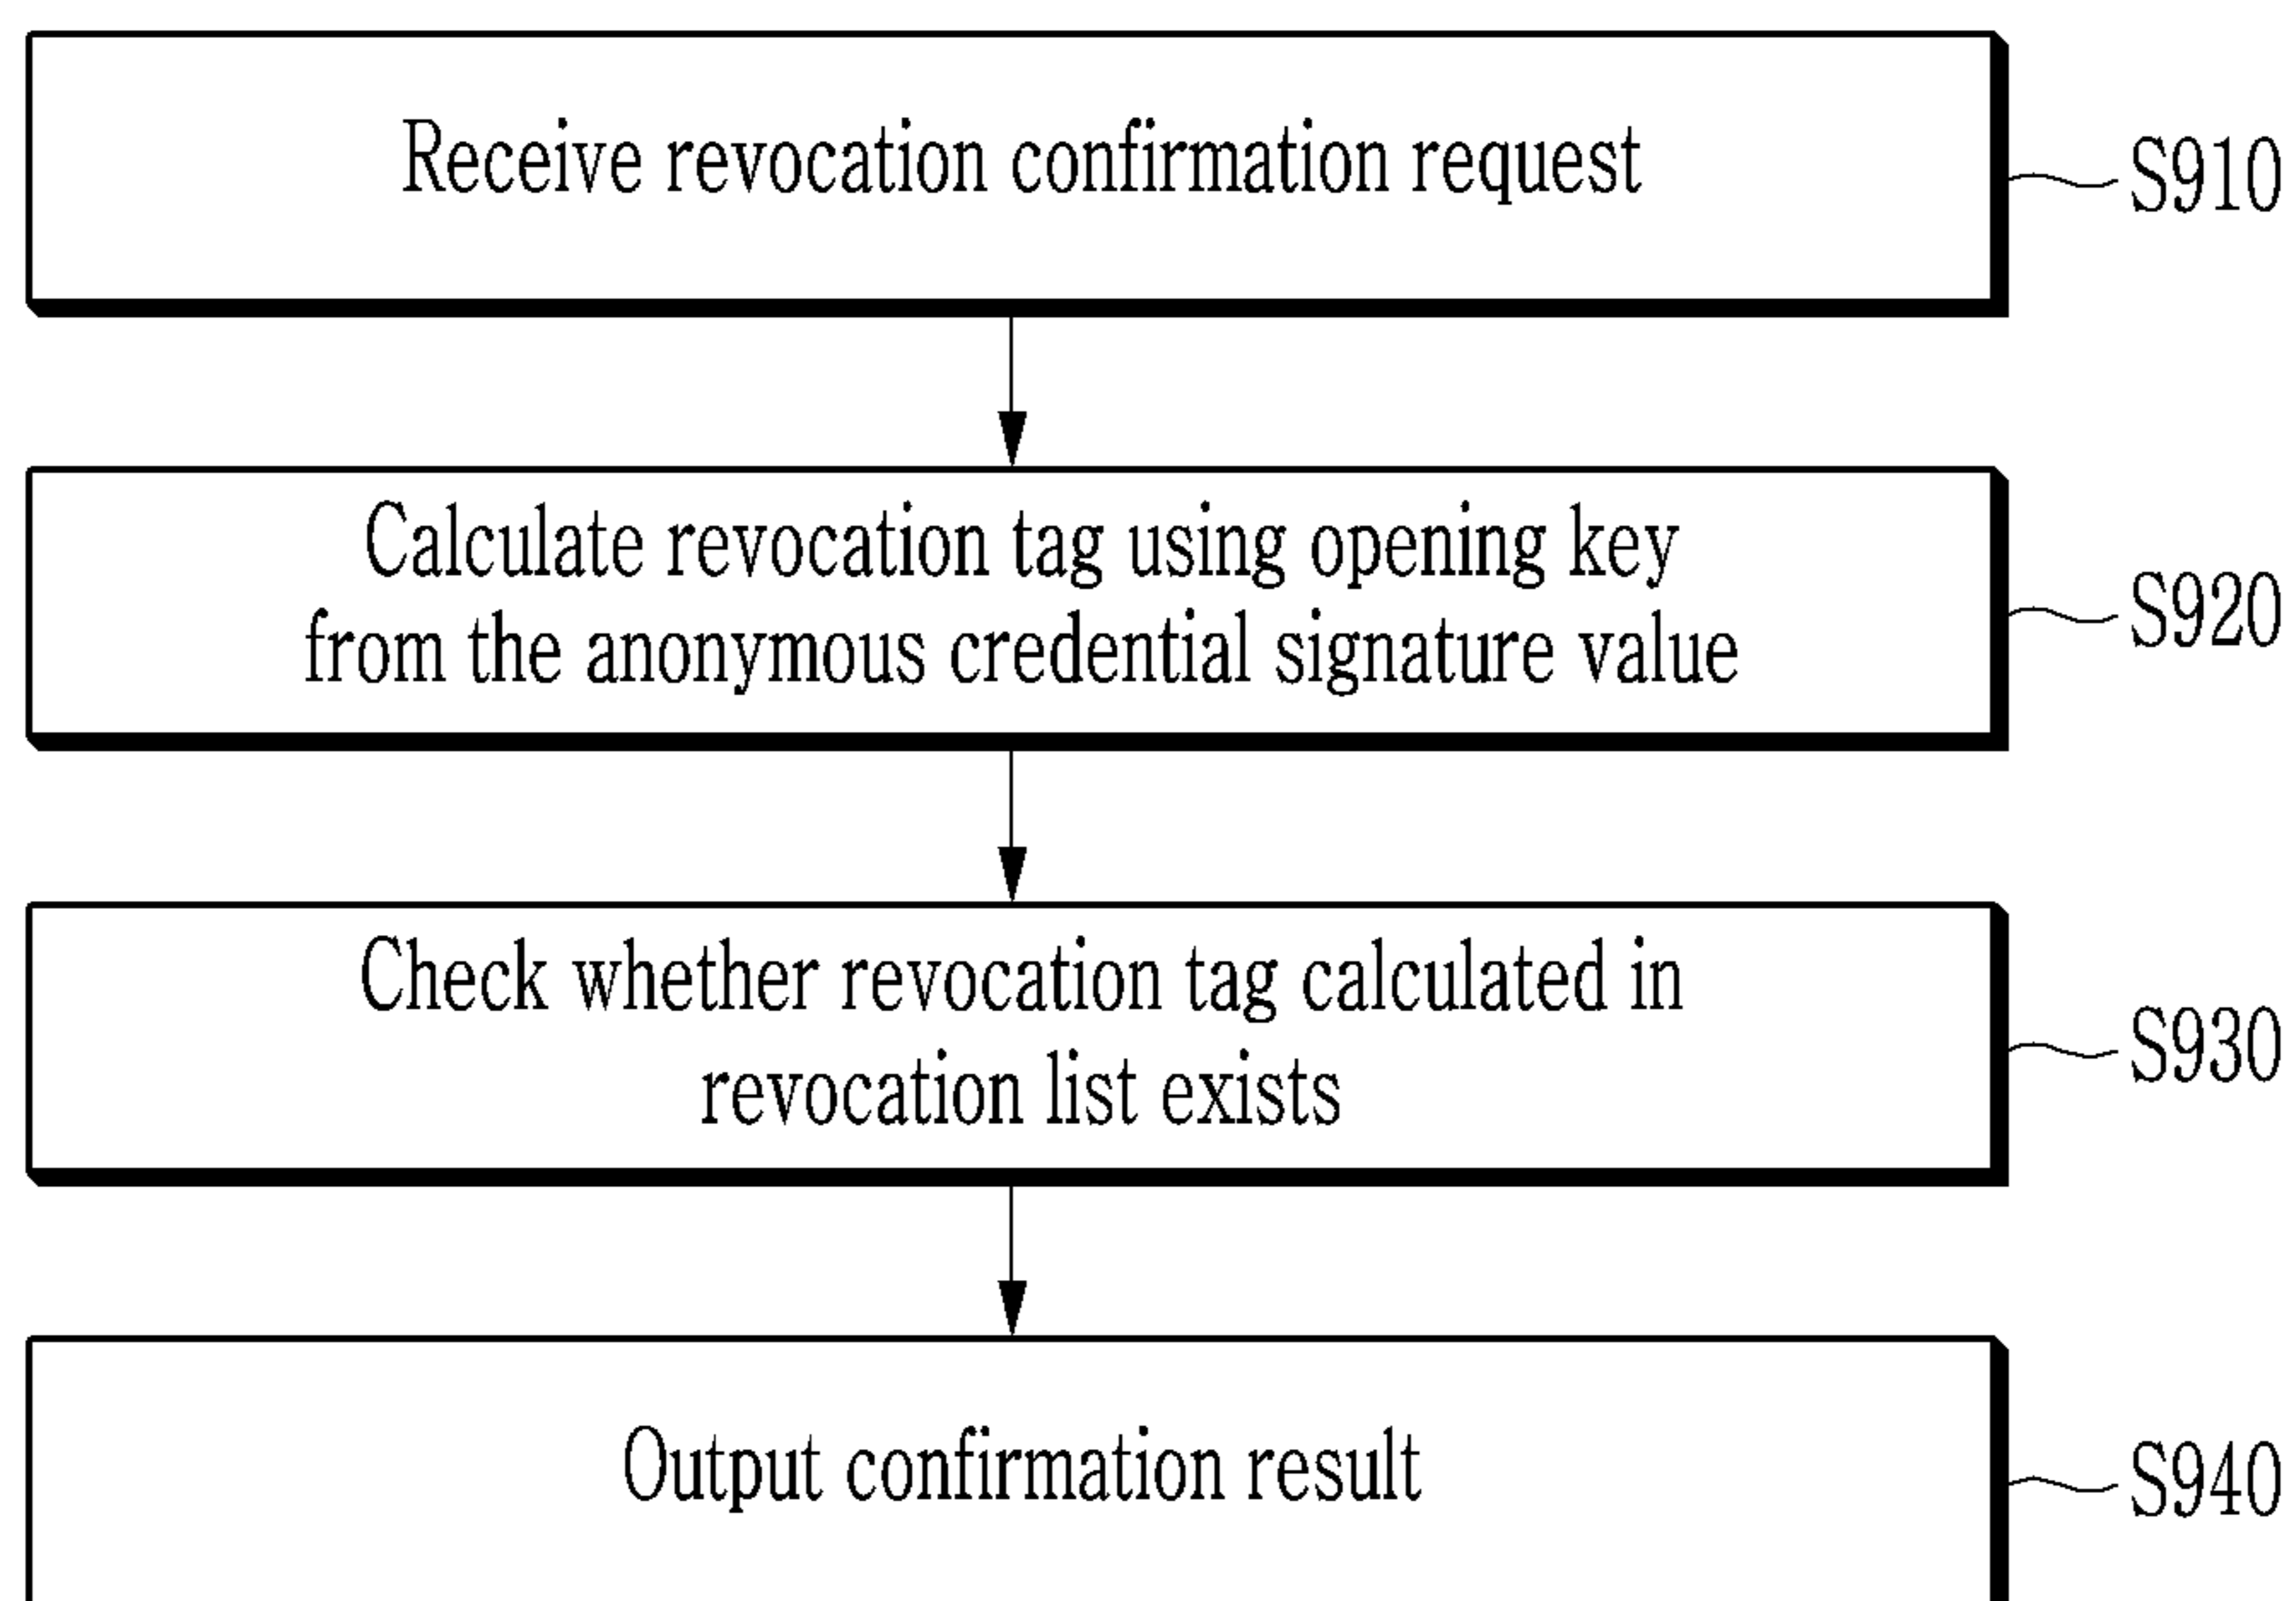 Receive revocation confirmation request
S910
Calculate revocation tag using opening key
from the anonymous credential signature value
S920
Check whether revocation tag calculated in
revocation list exists
S930
Output confirmation result
S940